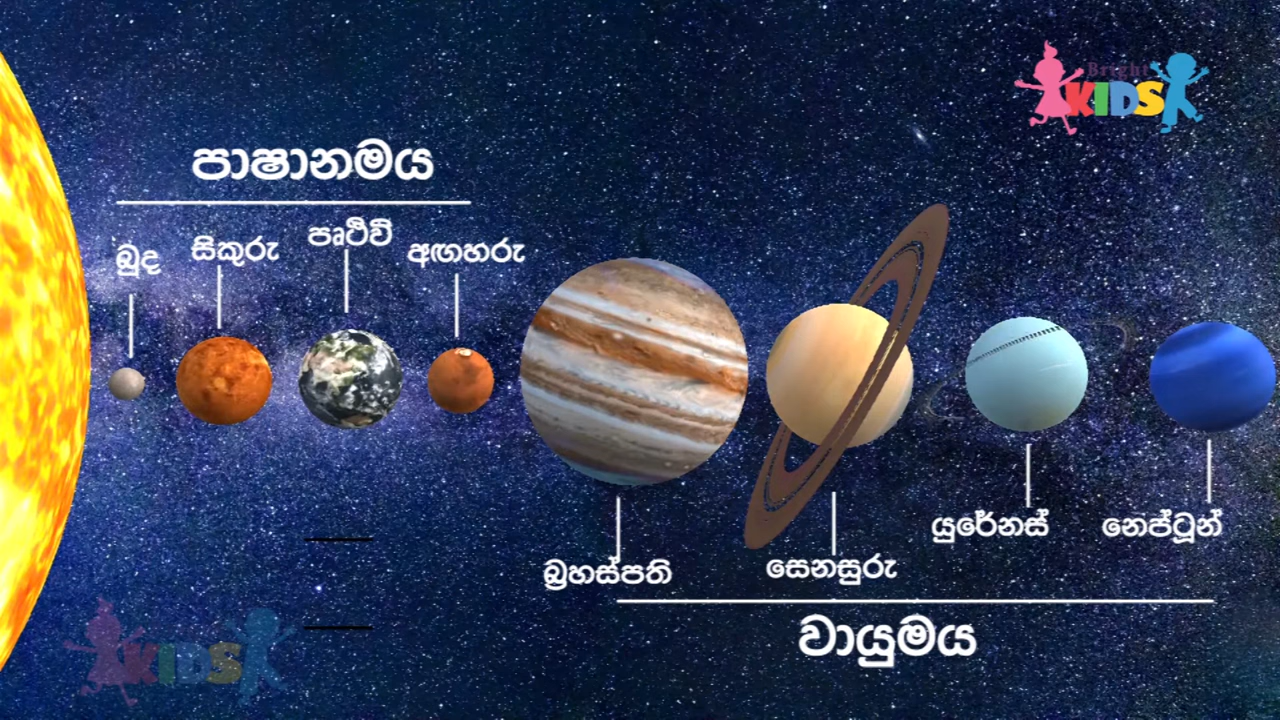 Bright
KIDS
පාෂානමය
බුද
සිකුරු
පෘථිවි
අඟහරු
බ්‍රහස්පති
සෙනසුරු
යුරේනස්
නෙප්ටූන්
වායුමය
KIDS